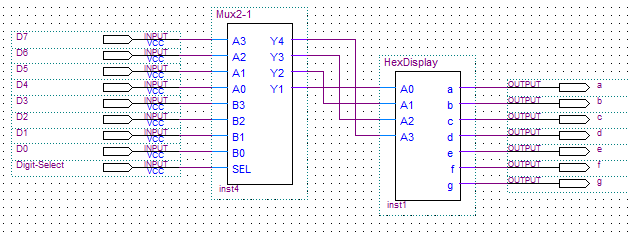 Mux2-1
D7 INPUT VCC A3 Y4
D6 INPUT VCC A2 Y3
D5 INPUT VCC A1 Y2
D4 INPUT VCC A0 Y1
D3 INPUT VCC B3
D2 INPUT VCC B2
D1 INPUT VCC B1
D0 INPUT VCC B0
Digit-Select INPUT VCC SEL
inst4
HexDisplay
A0 a OUTPUT a
A1 b OUTPUT b
A2 c OUTPUT c
A3 d OUTPUT d
e OUTPUT e
f OUTPUT f
g OUTPUT g
inst1